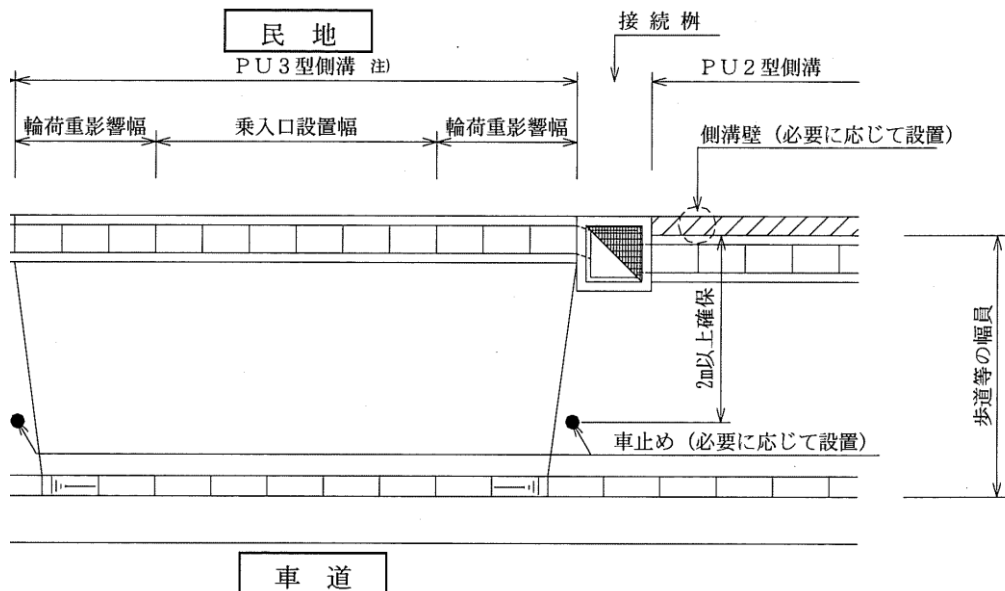 民 地
接 続 桝
PU3型側溝 注)
PU2型側溝
輪荷重影響幅
乗入口設置幅
輪荷重影響幅
側溝壁（必要に応じて設置）
2m以上確保
歩道等の幅員
車止め（必要に応じて設置）
車 道